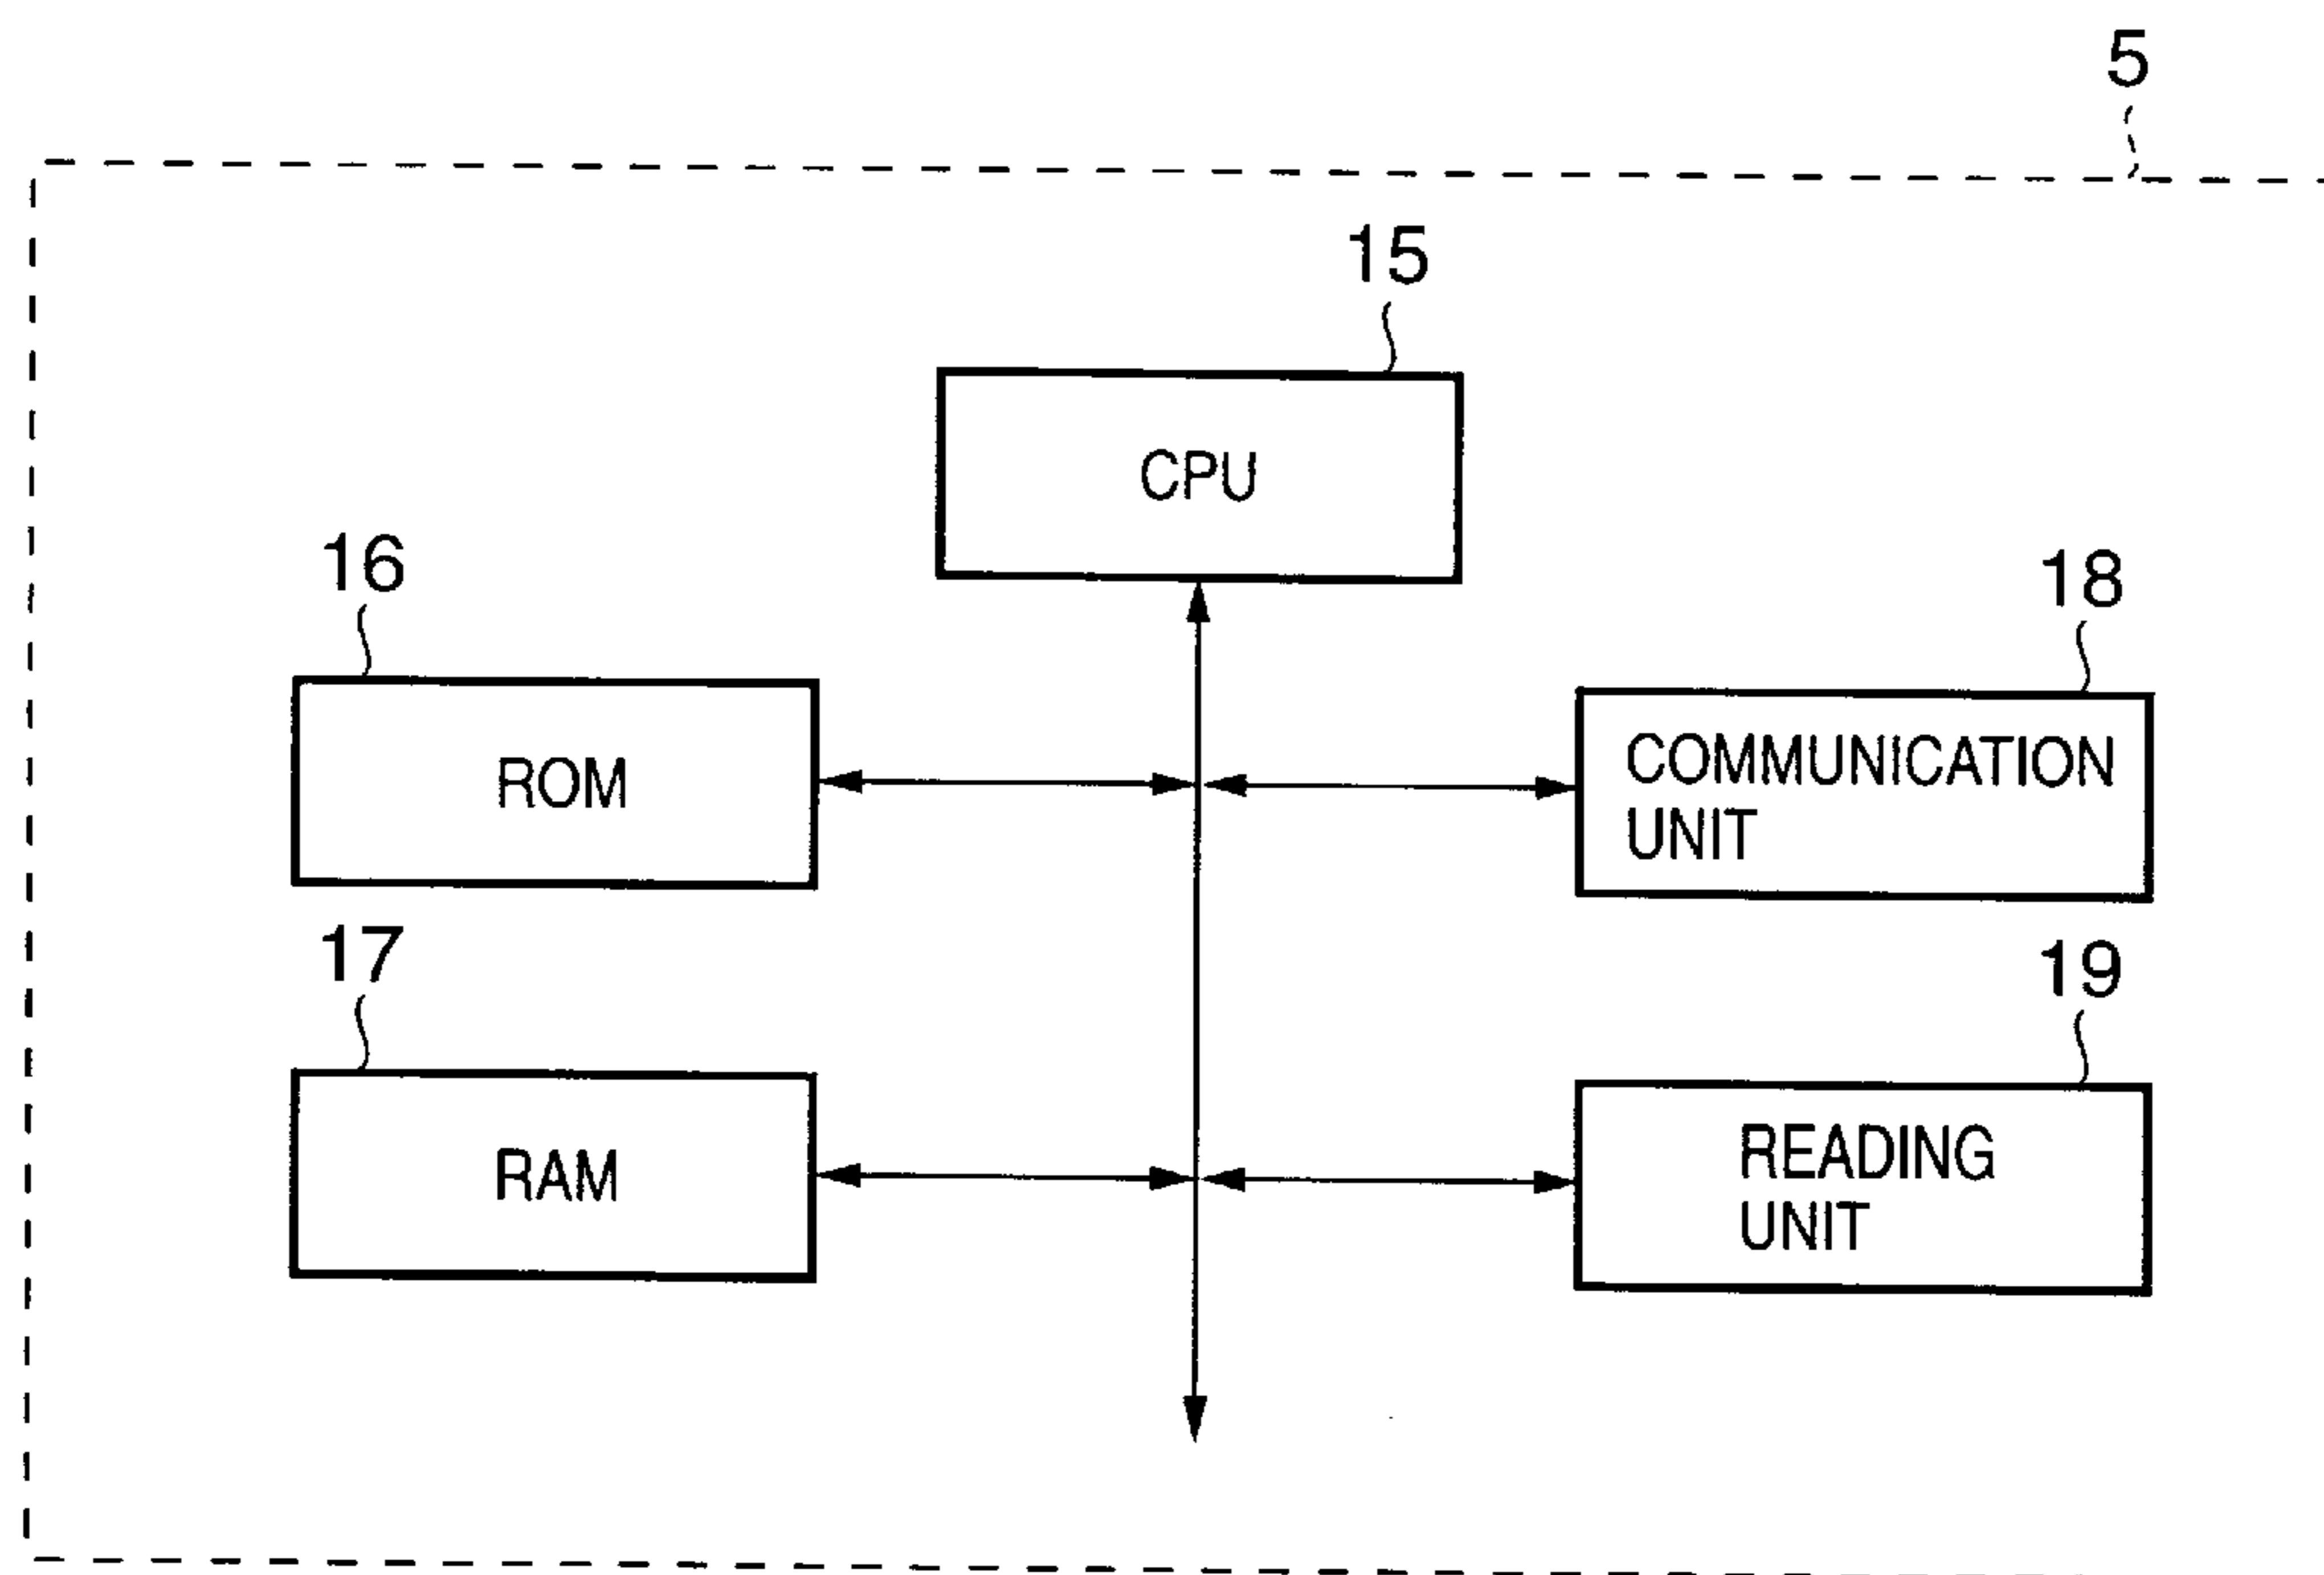 5
15
CPU
16
18
ROM
COMMUNICATION
UNIT
17
19
RAM
READING
UNIT